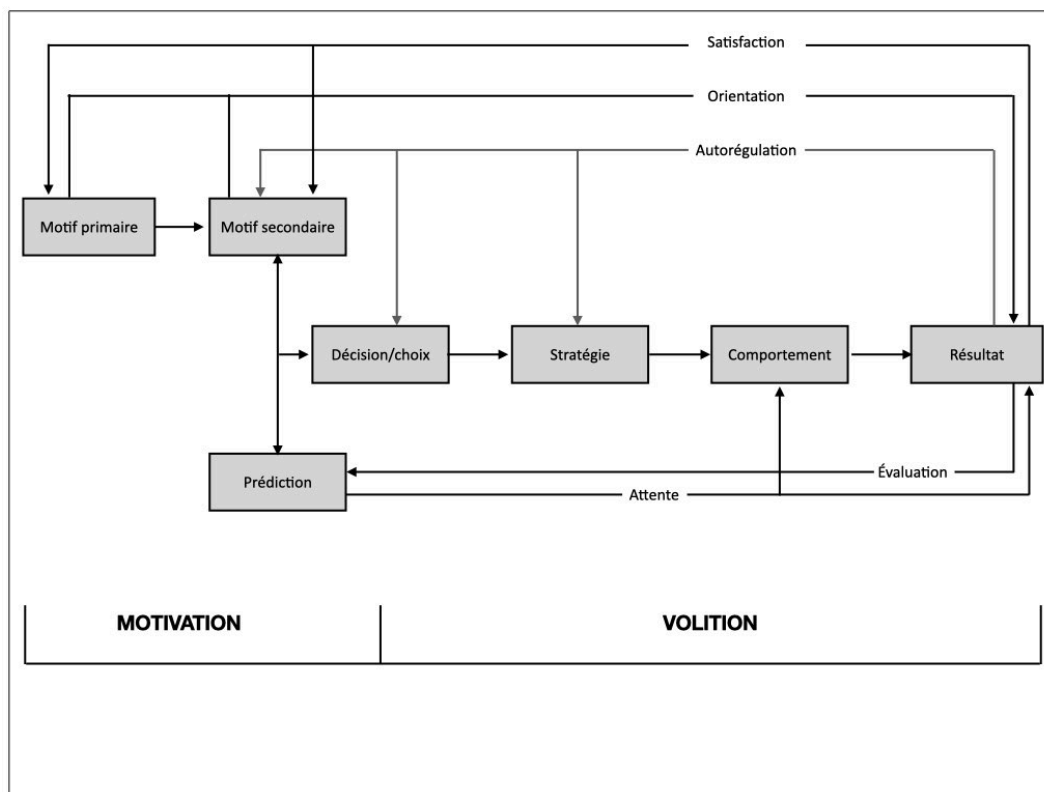 Satisfaction
Orientation
Autorégulation
Motif primaire
Motif secondaire
Décision/choix
Stratégie
Comportement
Résultat
Prédiction
Évaluation
Attente
MOTIVATION
VOLITION